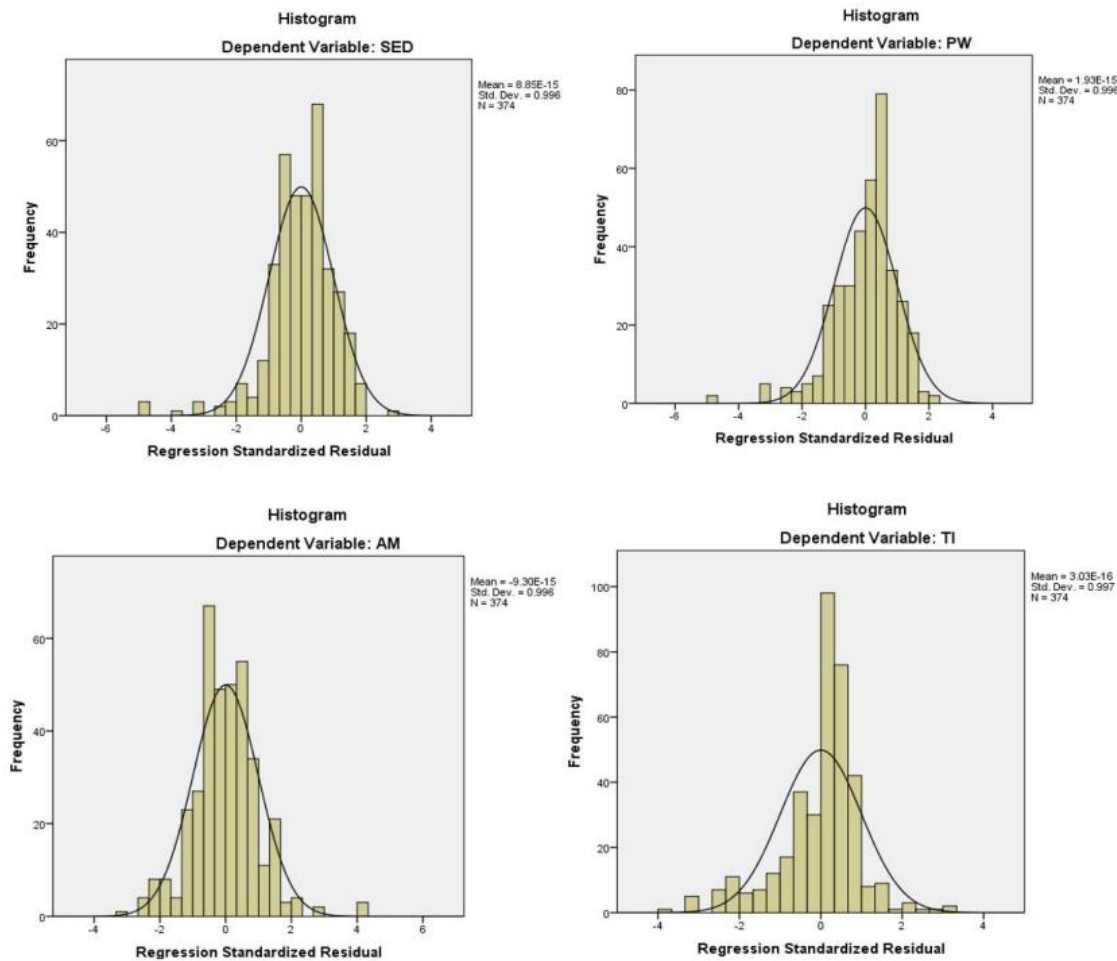 Histogram
Dependent Variable: SED
Mean = 8.85E-15
Std. Dev. = 0.996
N = 374
60
40
20
0
Frequency
-6 -4 -2 0 2 4
Regression Standardized Residual
Histogram
Dependent Variable: PW
Mean = 1.93E-15
Std. Dev. = 0.996
N = 374
80
60
40
20
0
Frequency
-6 -4 -2 0 2 4
Regression Standardized Residual
Histogram
Dependent Variable: AM
Mean = -9.30E-15
Std. Dev. = 0.996
N = 374
60
40
20
0
Frequency
-4 -2 0 2 4 6
Regression Standardized Residual
Histogram
Dependent Variable: TI
Mean = 3.03E-16
Std. Dev. = 0.997
N = 374
100
80
60
40
20
0
Frequency
-4 -2 0 2 4
Regression Standardized Residual